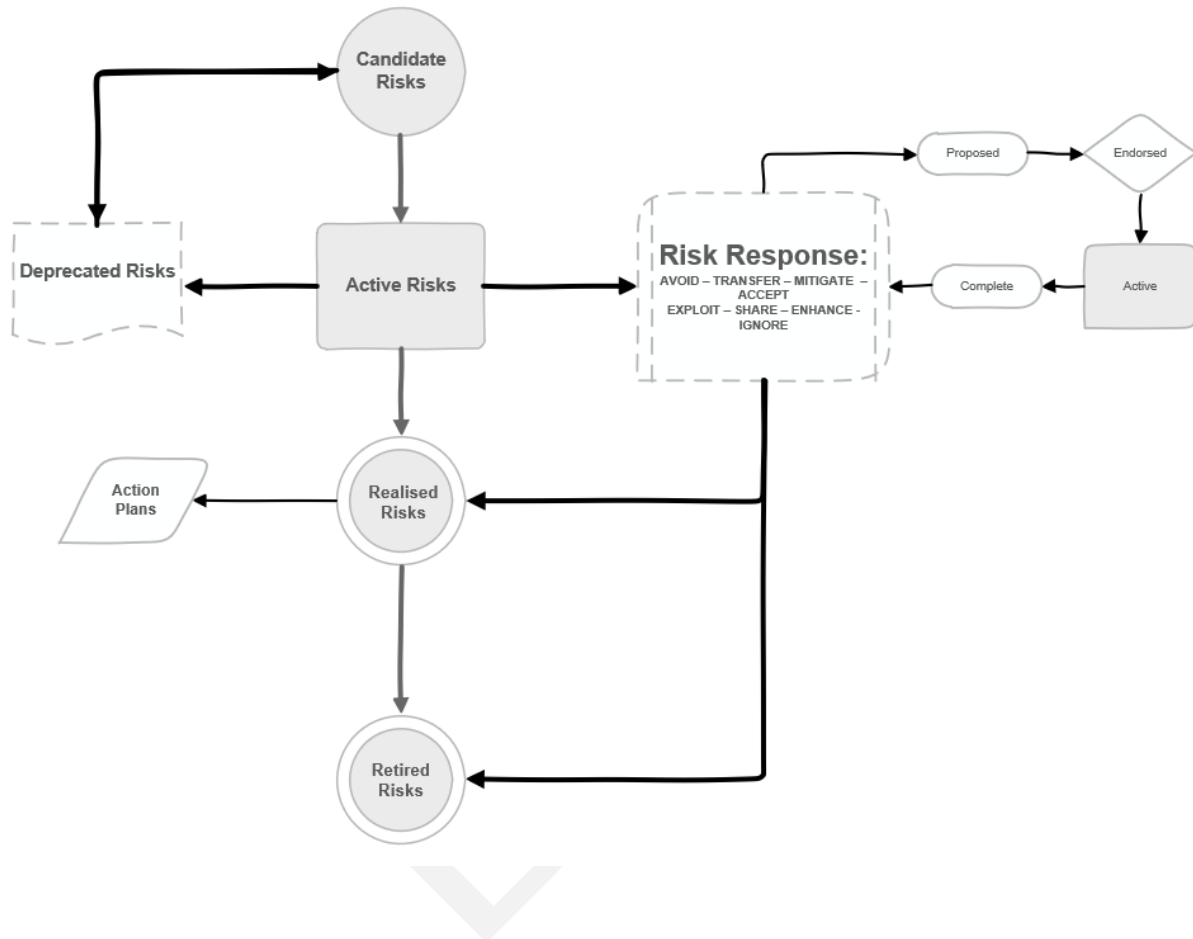 Candidate
Risks
Proposed
Endorsed
Deprecated Risks
Active Risks
Risk Response:
AVOID – TRANSFER – MITIGATE –
ACCEPT
EXPLOIT – SHARE – ENHANCE -
IGNORE
Complete
Active
Action
Plans
Realised
Risks
Retired
Risks